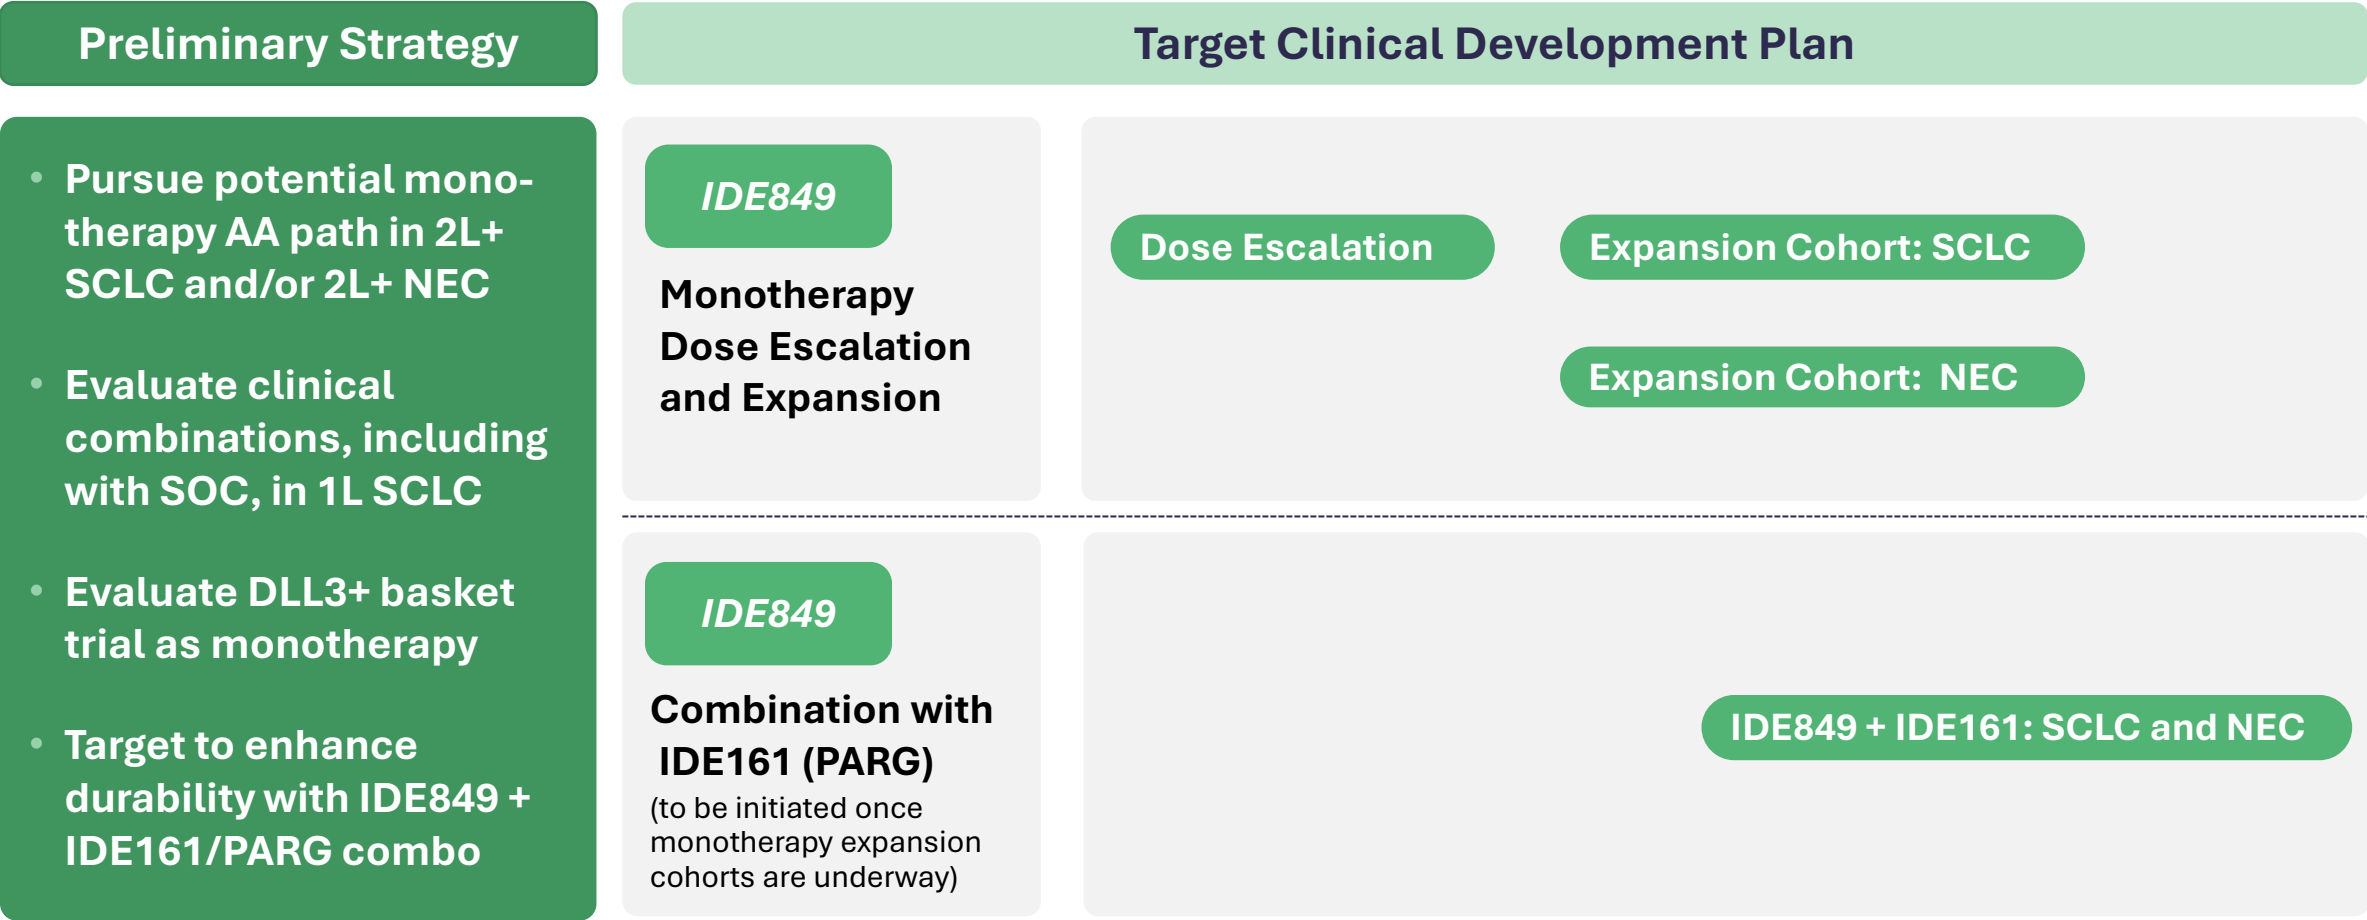 Preliminary Strategy
Target Clinical Development Plan
• Pursue potential mono-
therapy AA path in 2L+
SCLC and/or 2L+ NEC
• Evaluate clinical
combinations, including
with SOC, in 1L SCLC
• Evaluate DLL3+ basket
trial as monotherapy
• Target to enhance
durability with IDE849 +
IDE161/PARG combo
IDE849
Monotherapy
Dose Escalation
and Expansion
Dose Escalation
Expansion Cohort: SCLC
Expansion Cohort: NEC
IDE849
Combination with
IDE161 (PARG)
(to be initiated once
monotherapy expansion
cohorts are underway)
IDE849 + IDE161: SCLC and NEC